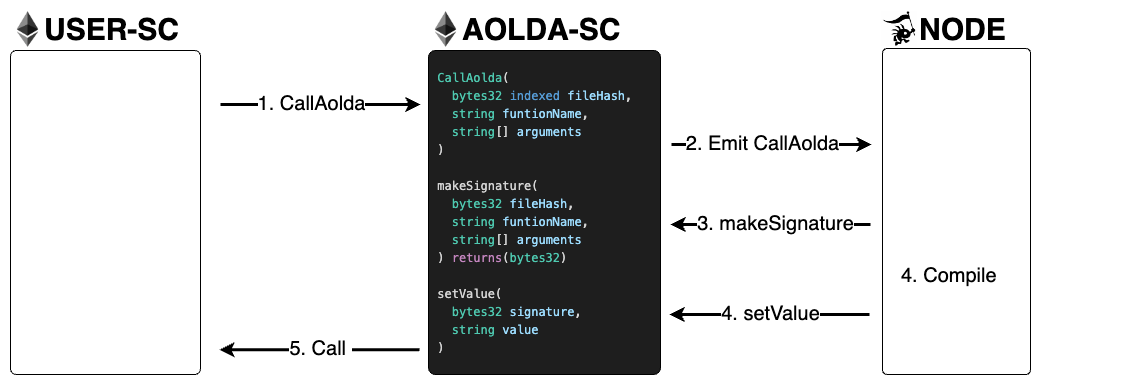 USER-SC
AOLDA-SC
NODE
1. CallAolda
CallAolda(
bytes32 indexed fileHash,
string funtionName,
string[] arguments
)
2. Emit CallAolda
makeSignature(
bytes32 fileHash,
string funtionName,
string[] arguments
) returns(bytes32)
3. makeSignature
4. Compile
setValue(
bytes32 signature,
string value
)
4. setValue
5. Call